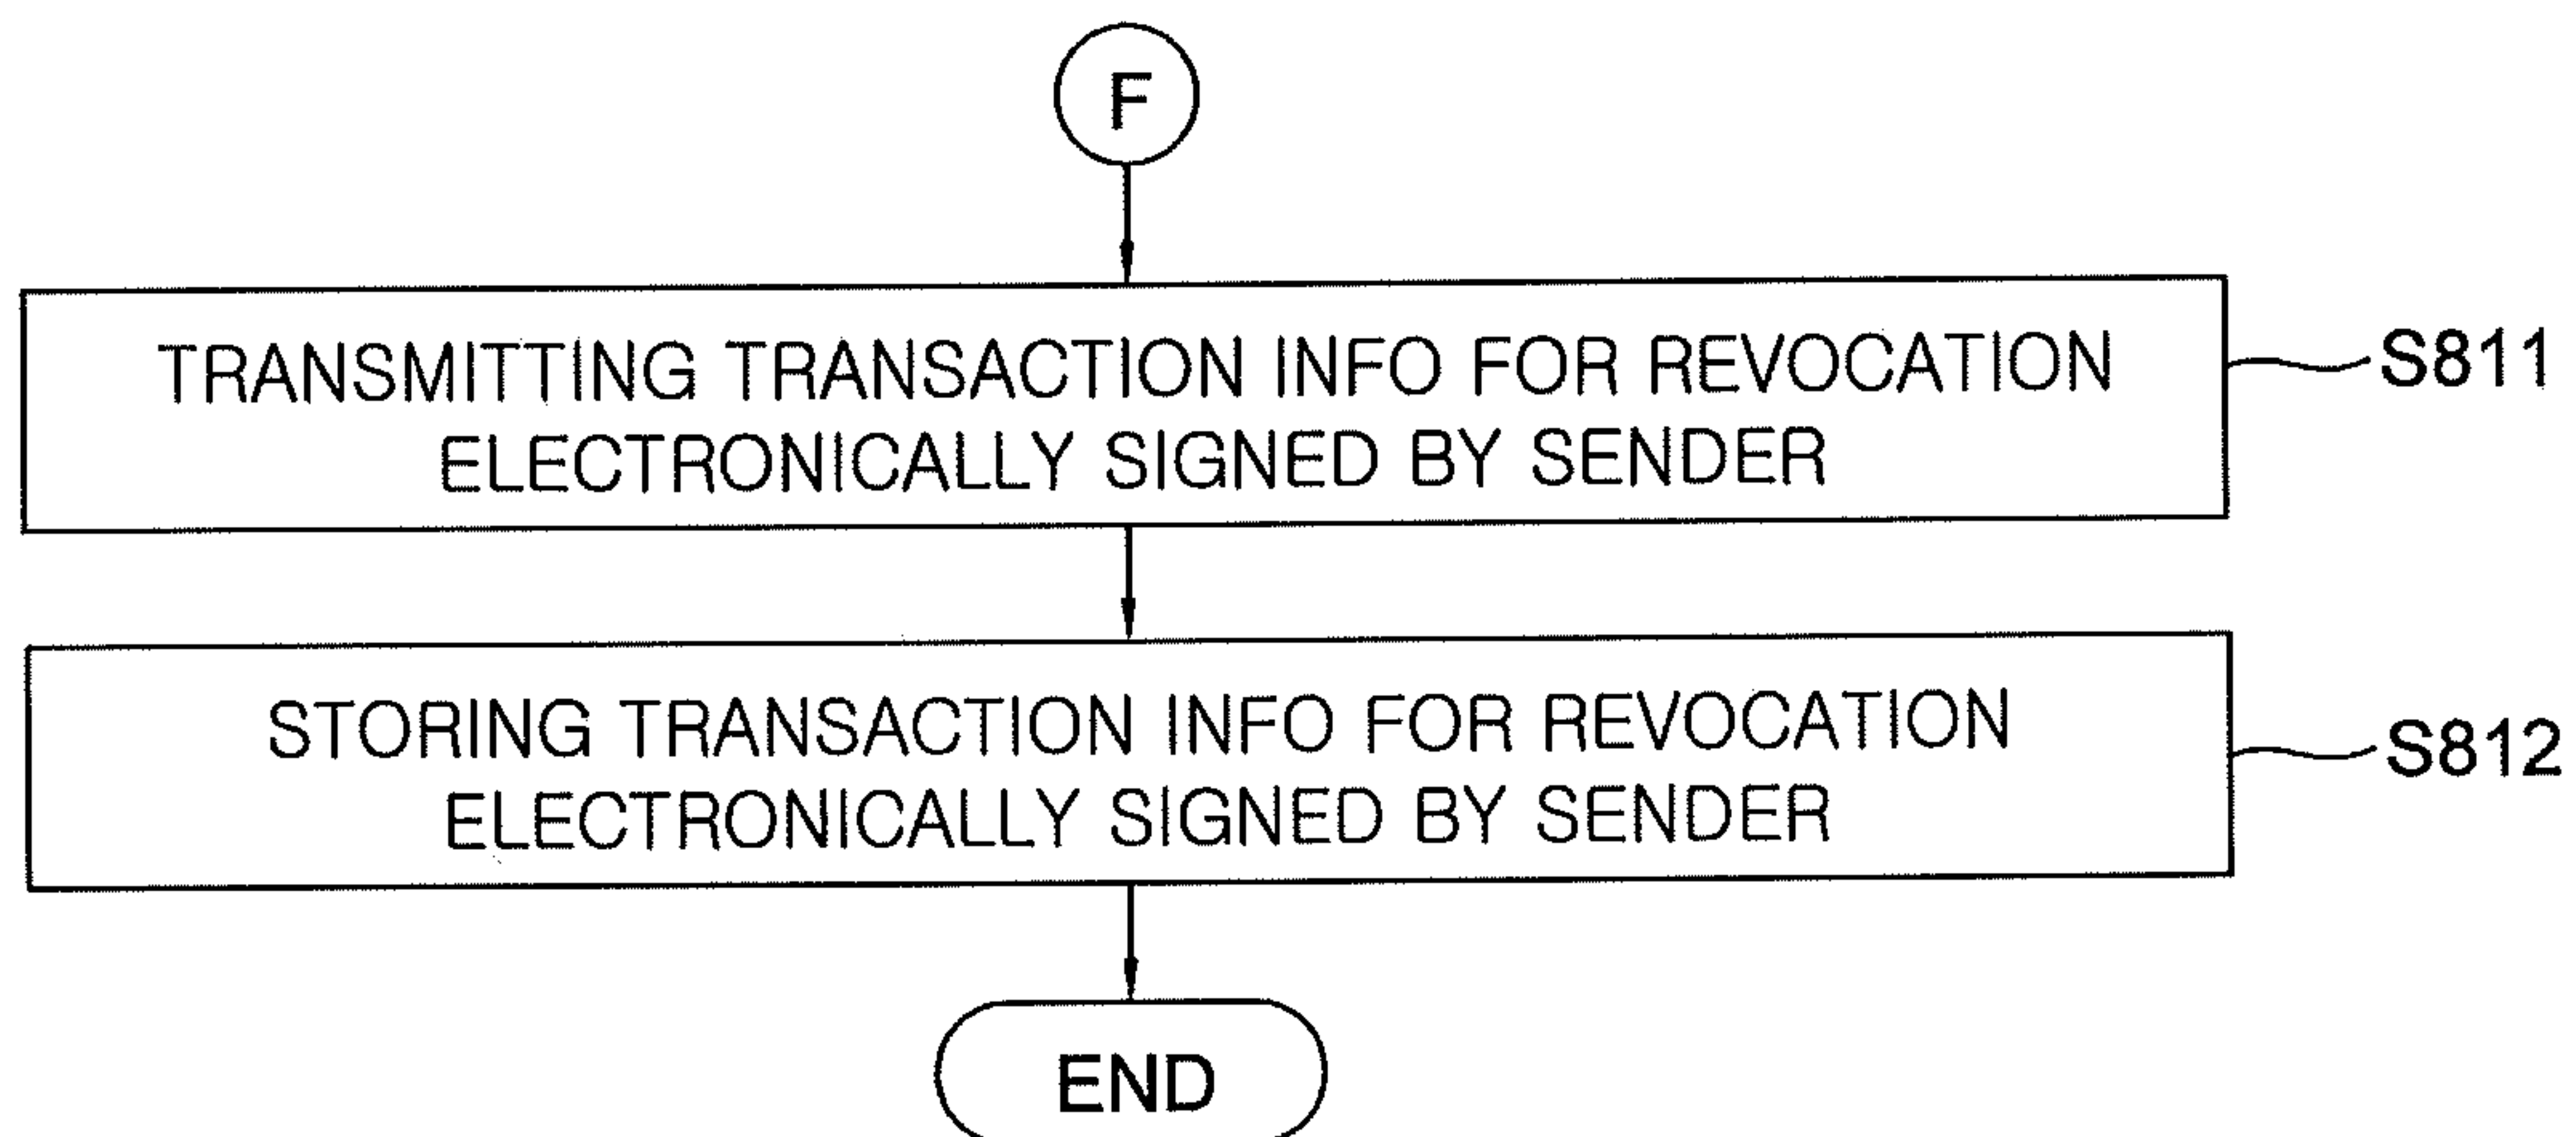 F
TRANSMITTING TRANSACTION INFO FOR REVOCATION
ELECTRONICALLY SIGNED BY SENDER
S811
STORING TRANSACTION INFO FOR REVOCATION
ELECTRONICALLY SIGNED BY SENDER
S812
END